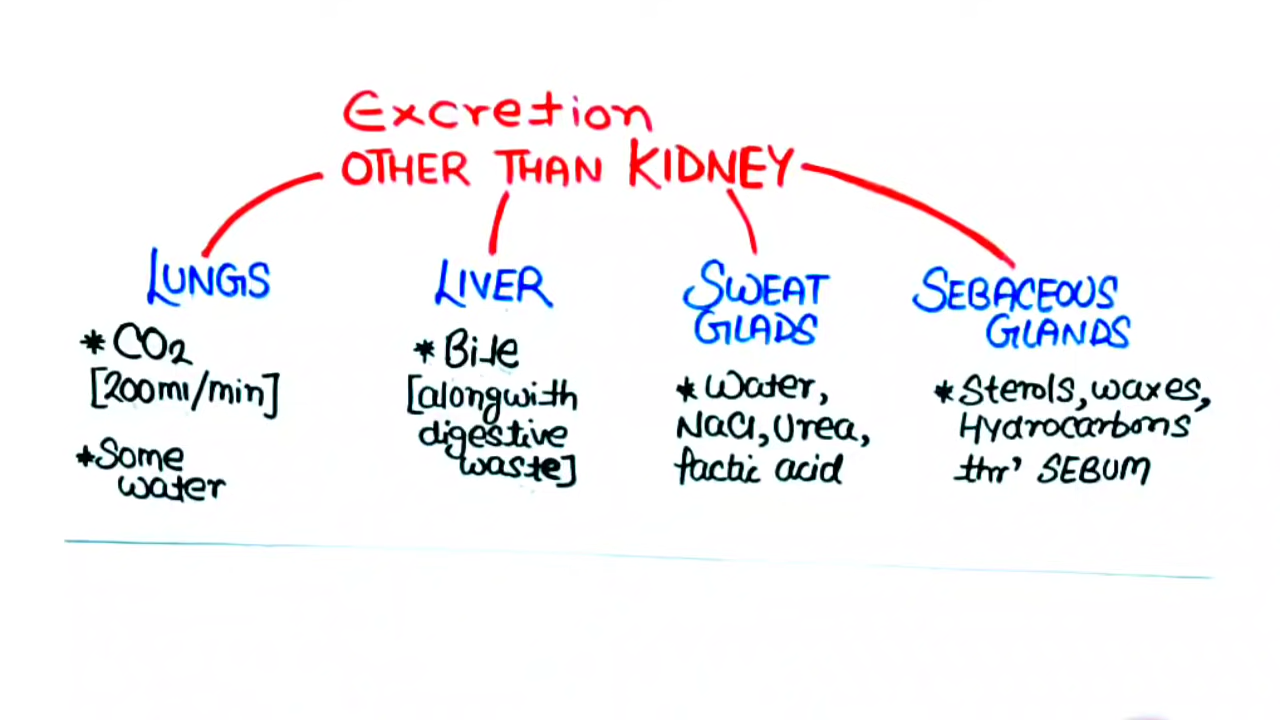 Excretion
OTHER THAN KIDNEY
LUNGS
* CO2
[200ml/min]
* Some
water
LIVER
* Bile
[alongwith
digestive
waste]
SWEAT
GLADS
* Water,
NaCl, Urea,
factic acid
SEBACEOUS
GLANDS
* Sterols, waxes,
Hydrocarbons
thr' SEBUM